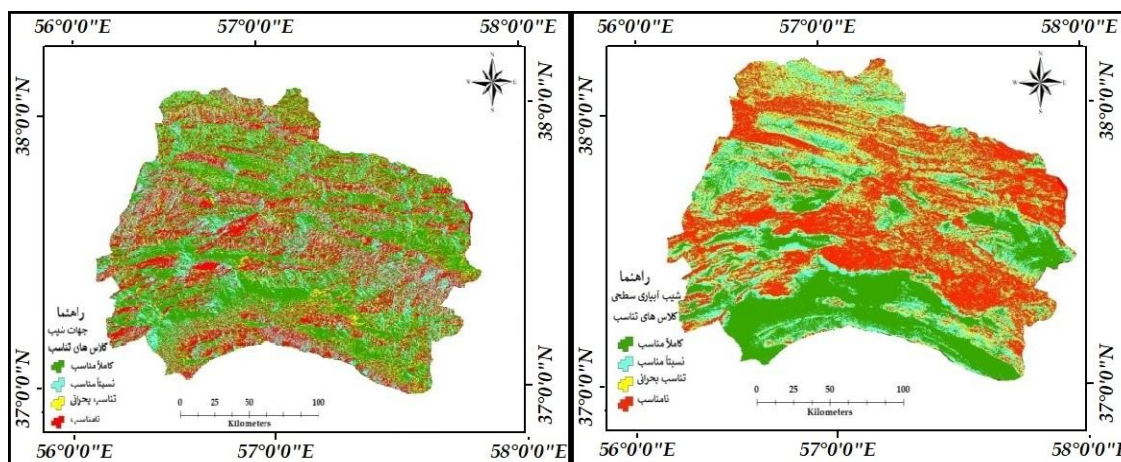 56°0'0"E 57°0'0"E 58°0'0"E
38°0'0"N
37°0'0"N
38°0'0"N
37°0'0"N
N
W E
S
راهنما
جهات شیب
کلاس های تناسب
کاملاً مناسب
نسبتاً مناسب
تناسب بحرانی
نامناسب
0 25 50 100
Kilometers
56°0'0"E 57°0'0"E 58°0'0"E
56°0'0"E 57°0'0"E 58°0'0"E
38°0'0"N
37°0'0"N
38°0'0"N
37°0'0"N
N
W E
S
راهنما
شیب آبیاری سطحی
کلاس های تناسب
کاملاً مناسب
نسبتاً مناسب
تناسب بحرانی
نامناسب
0 25 50 100
Kilometers
56°0'0"E 57°0'0"E 58°0'0"E